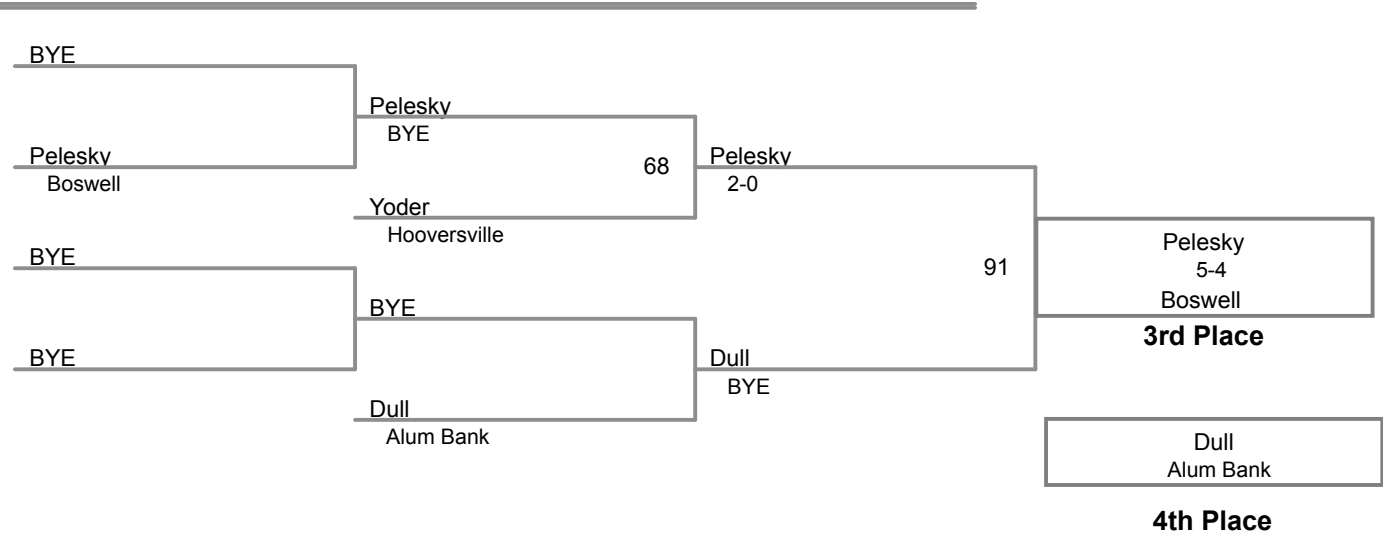 BYE
Pelesky
BYE
Pelesky
Boswell
68
Pelesky
2-0
Yoder
Hooversville
BYE
91
Pelesky
5-4
Boswell
3rd Place
BYE
BYE
Dull
BYE
Dull
Alum Bank
Dull
Alum Bank
4th Place